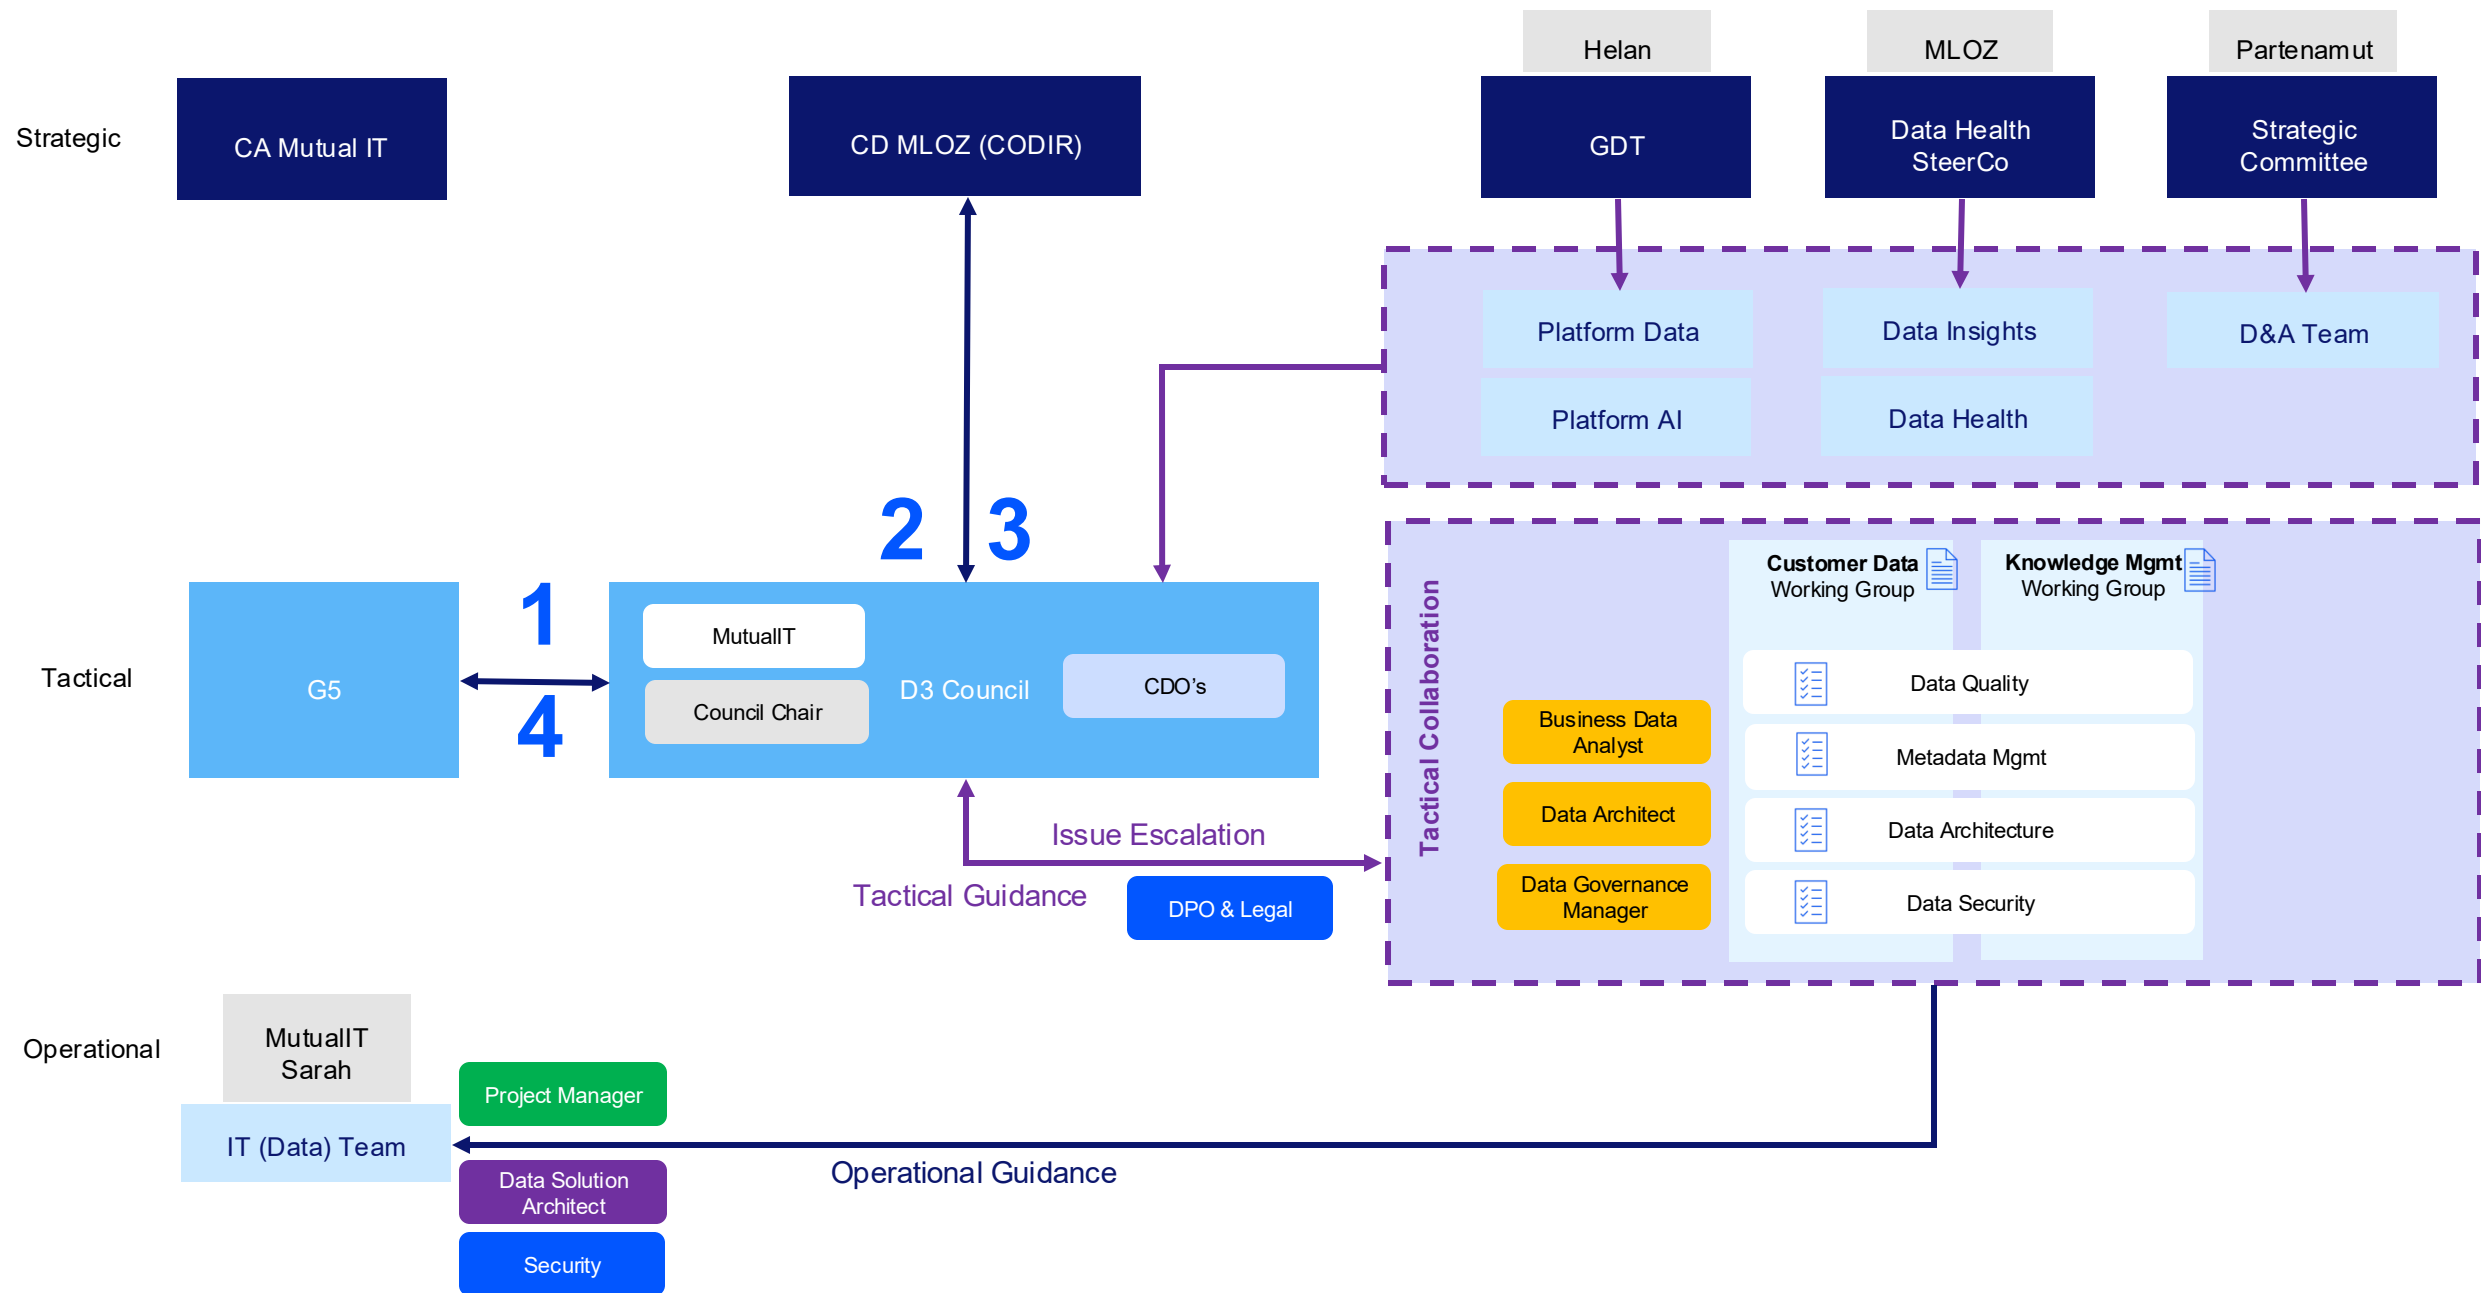 Helan
MLOZ
Partenamut
Strategic
CA Mutual IT
CD MLOZ (CODIR)
GDT
Data Health
SteerCo
Strategic
Committee
Platform Data
Data Insights
D&A Team
Platform AI
Data Health
2
3
1
4
Tactical
G5
MutualIT
Council Chair
D3 Council
CDO's
Issue Escalation
Tactical Guidance
DPO & Legal
Tactical Collaboration
Customer Data
Working Group
Knowledge Mgmt
Working Group
Business Data
Analyst
Data Architect
Data Governance
Manager
Data Quality
Metadata Mgmt
Data Architecture
Data Security
Operational
MutualIT
Sarah
IT (Data) Team
Project Manager
Data Solution
Architect
Security
Operational Guidance